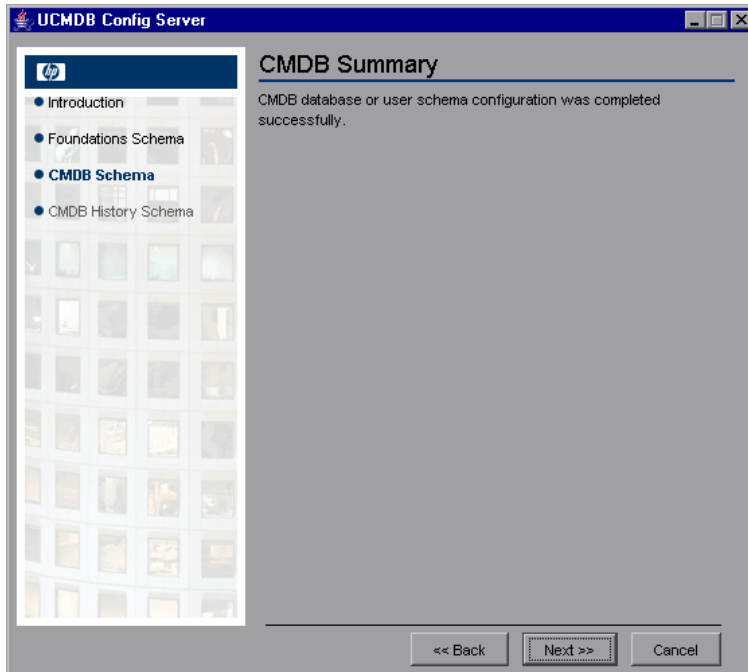 UCMDB Config Server
hp
Introduction
Foundations Schema
CMDB Schema
CMDB History Schema
CMDB Summary
CMDB database or user schema configuration was completed
successfully.
<< Back
Next >>
Cancel